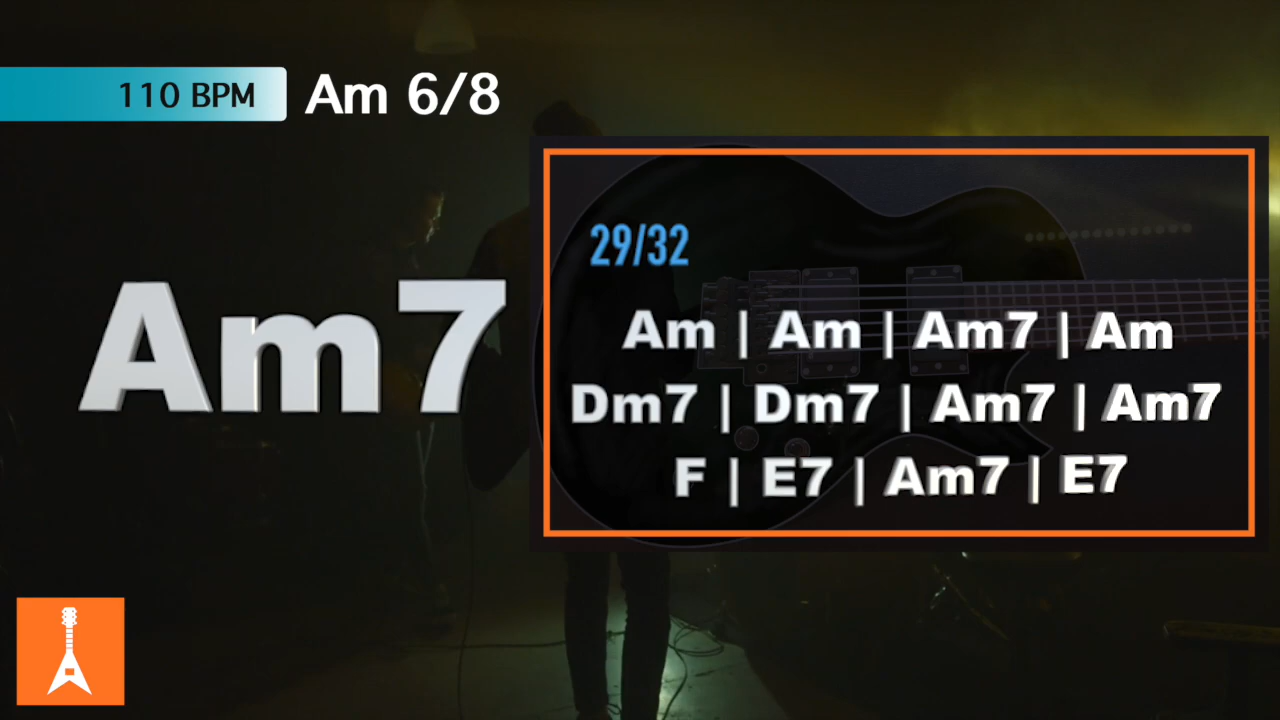 110 BPM Am 6/8
29/32
Am7
Am | Am | Am7 | Am
Dm7 | Dm7 | Am7 | Am7
F | E7 | Am7 | E7